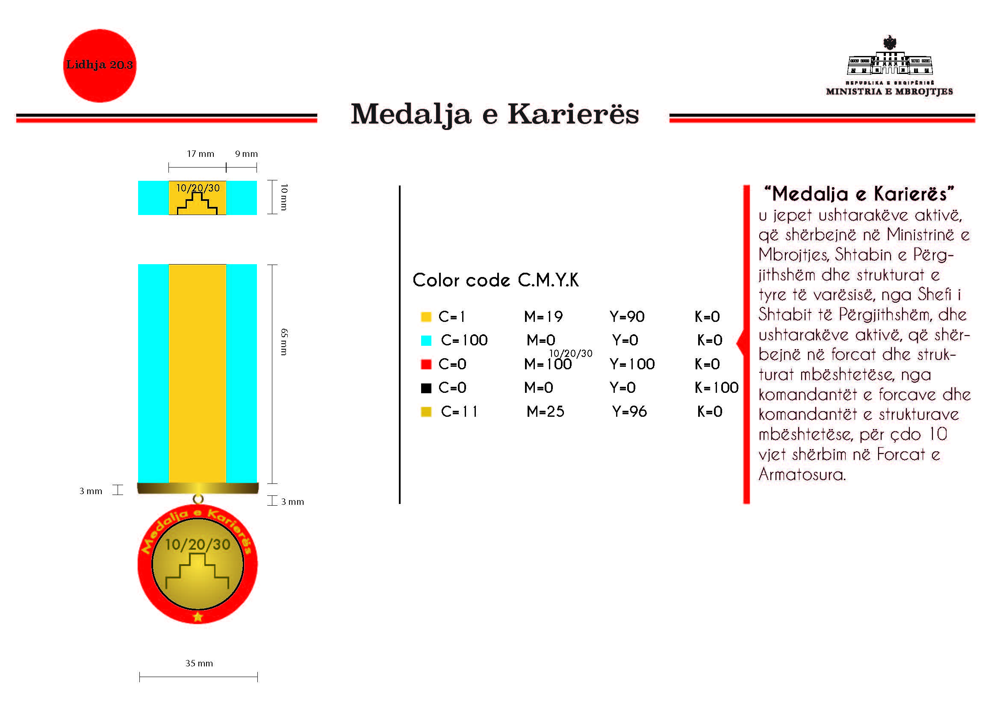 Lidhja 20.3
REPUBLIKA E SHQIPËRISË
MINISTRIA E MBROJTJES
Medalja e Karierës
17 mm 9 mm
10/20/30
10 mm
65 mm
3 mm
3 mm
Medalja e Karierës
10/20/30
35 mm
Color code C.M.Y.K
C=1 M=19 Y=90 K=0
C=100 M=0 Y=0 K=0
10/20/30
C=0 M=100 Y=100 K=0
C=0 M=0 Y=0 K=100
C=11 M=25 Y=96 K=0
“Medalja e Karierës”
u jepet ushtarakëve aktivë,
që shërbejnë në Ministrinë e
Mbrojtjes, Shtabin e Përg-
jithshëm dhe strukturat e
tyre të varësisë, nga Shefi i
Shtabit të Përgjithshëm, dhe
ushtarakëve aktivë, që shër-
bejnë në forcat dhe struk-
turat mbështetëse, nga
komandantët e forcave dhe
komandantët e strukturave
mbështetëse, për çdo 10
vjet shërbim në Forcat e
Armatosura.